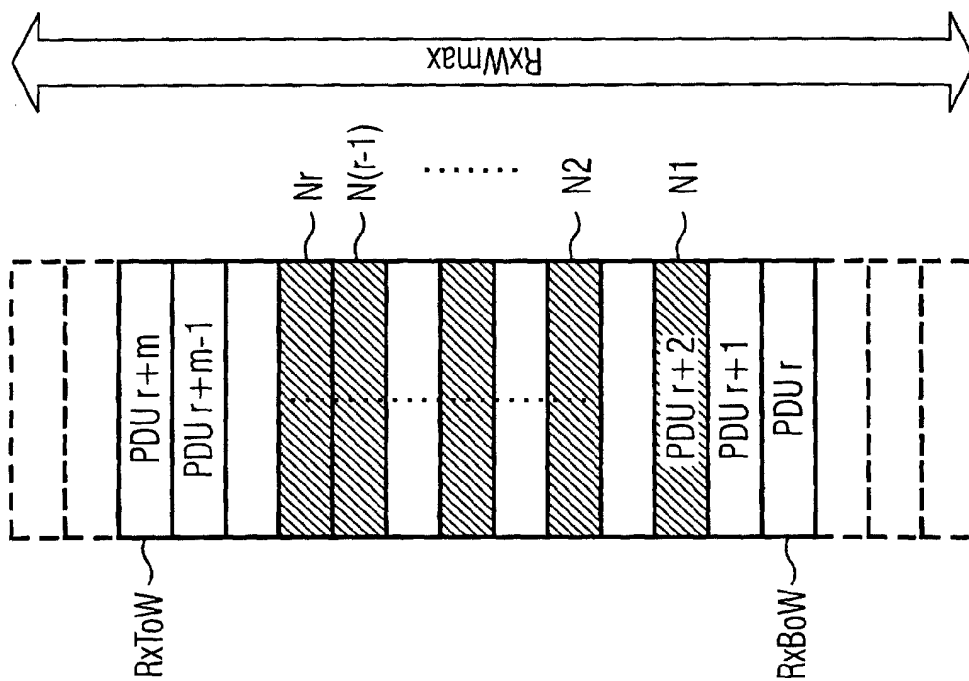 RxWmax
Nr
N(r-1)
.......
N2
N1
PDU r+m
PDU r+m-1
PDU r+2
PDU r+1
PDU r
RxToW
RxBoW